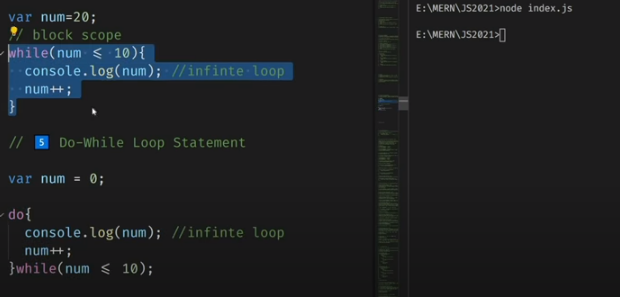 var num=20;
// block scope
while(num <= 10){
console.log(num); //infinte loop
num++;
}
// 5 Do-While Loop Statement
var num = 0;
do{
console.log(num); //infinte loop
num++;
}while(num <= 10);
E:\MERN\JS2021>node index.js
E:\MERN\JS2021>